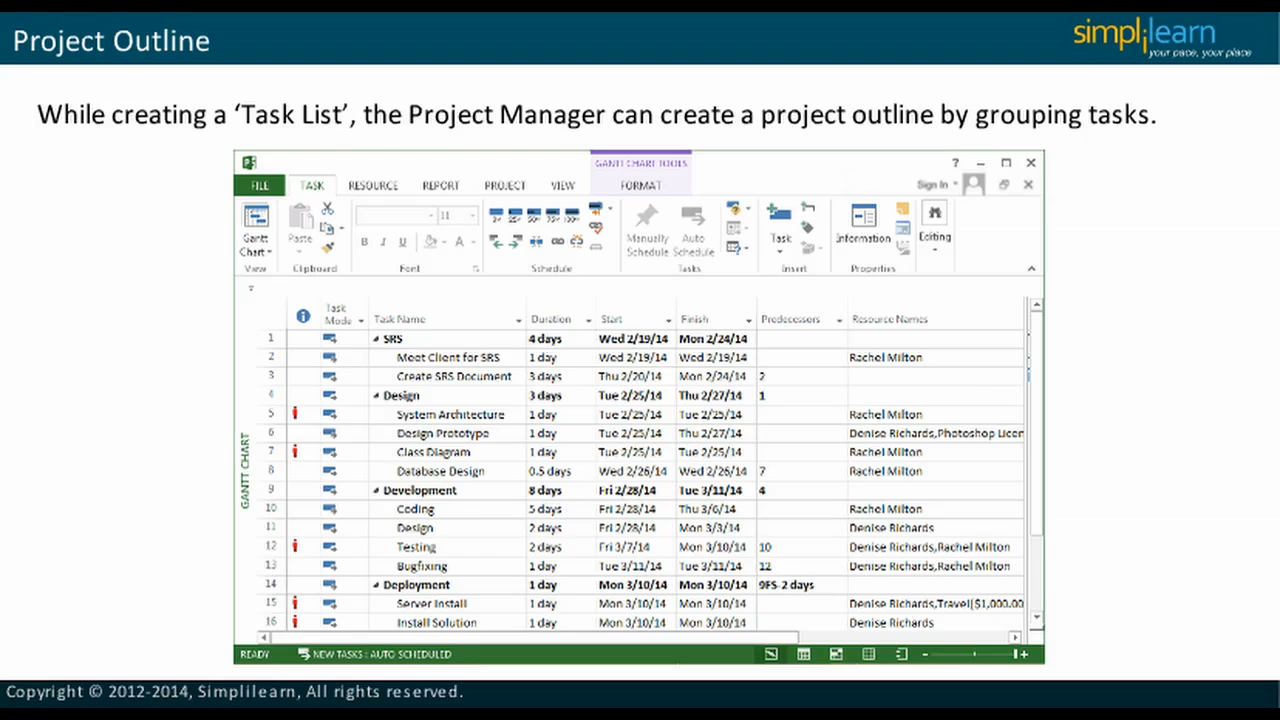 Project Outline
simplilearn
your pace, your place
While creating a ‘Task List’, the Project Manager can create a project outline by grouping tasks.
GANTT CHART TOOLS
FILE TASK RESOURCE REPORT PROJECT VIEW FORMAT Sign In
Gantt Chart Paste 11 Manually Schedule Auto Schedule Task Information Editing
B I U A
View Clipboard Font Schedule Tasks Insert Properties
Task Mode Task Name Duration Start Finish Predecessors Resource Names
1 SRS 4 days Wed 2/19/14 Mon 2/24/14
2 Meet Client for SRS 1 day Wed 2/19/14 Wed 2/19/14 Rachel Milton
3 Create SRS Document 3 days Thu 2/20/14 Mon 2/24/14 2
4 Design 3 days Tue 2/25/14 Thu 2/27/14 1
5 System Architecture 1 day Tue 2/25/14 Tue 2/25/14 Rachel Milton
6 Design Prototype 1 day Tue 2/25/14 Thu 2/27/14 Denise Richards,Photoshop Licen
7 Class Diagram 1 day Tue 2/25/14 Tue 2/25/14 Rachel Milton
8 Database Design 0.5 days Wed 2/26/14 Wed 2/26/14 7 Rachel Milton
9 Development 8 days Fri 2/28/14 Tue 3/11/14 4
10 Coding 5 days Fri 2/28/14 Thu 3/6/14 Rachel Milton
11 Design 2 days Fri 2/28/14 Mon 3/3/14 Denise Richards
12 Testing 2 days Fri 3/7/14 Mon 3/10/14 10 Denise Richards,Rachel Milton
13 Bugfixing 1 day Tue 3/11/14 Tue 3/11/14 12 Denise Richards,Rachel Milton
14 Deployment 1 day Mon 3/10/14 Mon 3/10/14 9FS-2 days
15 Server Install 1 day Mon 3/10/14 Mon 3/10/14 Denise Richards,Travel[$1,000.00
16 Install Solution 1 day Mon 3/10/14 Mon 3/10/14 Denise Richards
GANTT CHART
READY NEW TASKS : AUTO SCHEDULED
Copyright © 2012-2014, Simplilearn, All rights reserved.